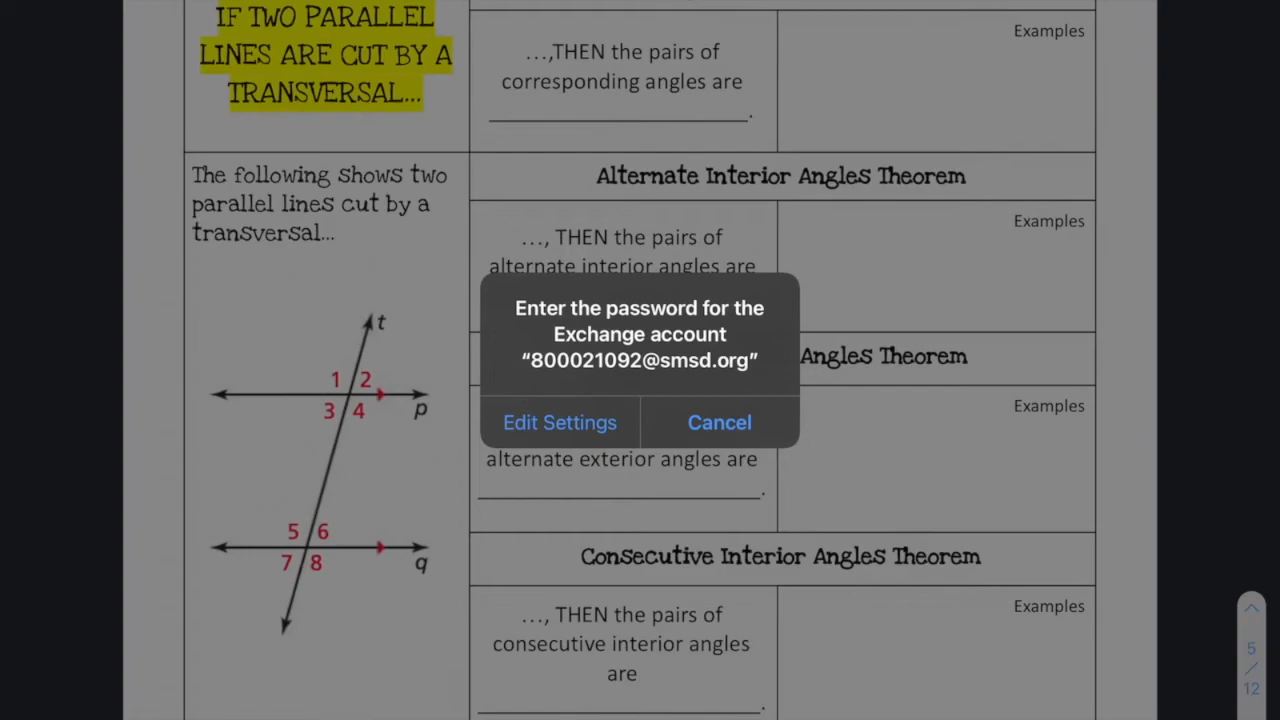 IF TWO PARALLEL
LINES ARE CUT BY A
TRANSVERSAL...
...,THEN the pairs of
corresponding angles are
.
Examples
The following shows two
parallel lines cut by a
transversal...
t
1 2
3 4
p
5 6
7 8
q
Alternate Interior Angles Theorem
..., THEN the pairs of
alternate interior angles are
Examples
Angles Theorem
alternate exterior angles are
.
Examples
Consecutive Interior Angles Theorem
..., THEN the pairs of
consecutive interior angles
are
.
Examples
Enter the password for the
Exchange account
“800021092@smsd.org”
Edit Settings
Cancel
5
/
12